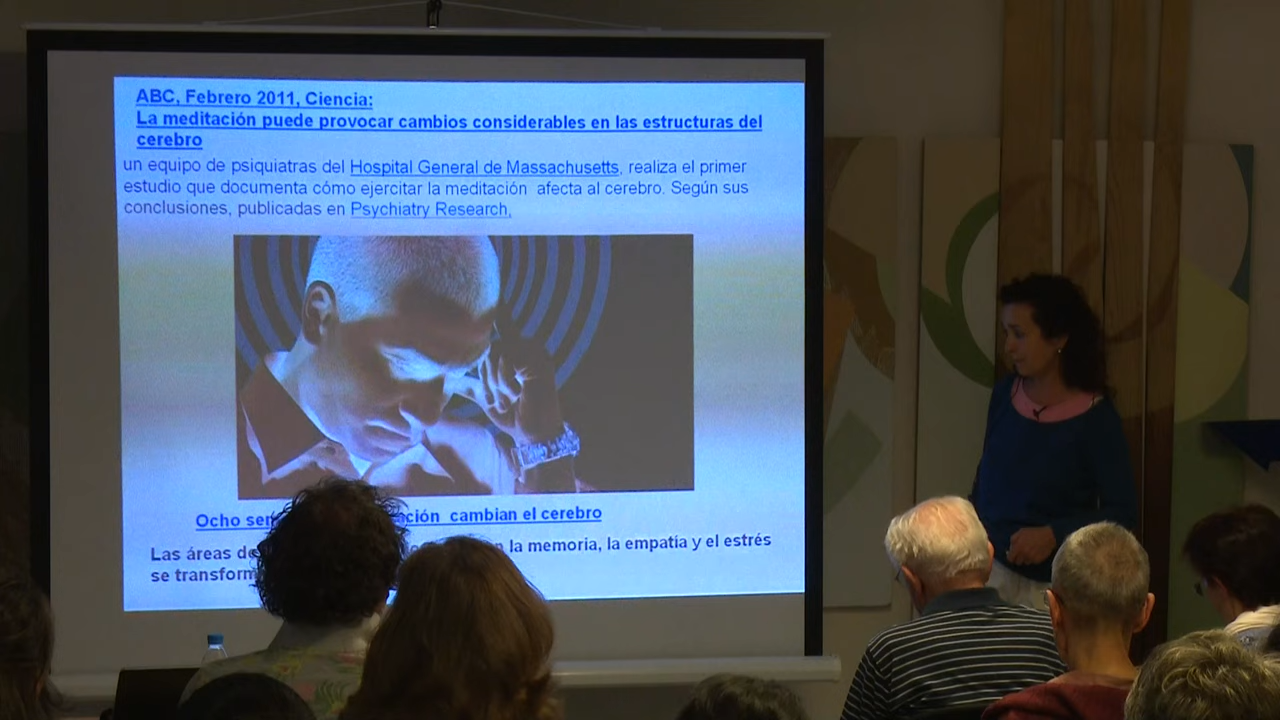 ABC, Febrero 2011, Ciencia:
La meditación puede provocar cambios considerables en las estructuras del
cerebro
un equipo de psiquiatras del Hospital General de Massachusetts, realiza el primer
estudio que documenta cómo ejercitar la meditación afecta al cerebro. Según sus
conclusiones, publicadas en Psychiatry Research,
Ocho cambian el cerebro
Las áreas la memoria, la empatía y el estrés
se